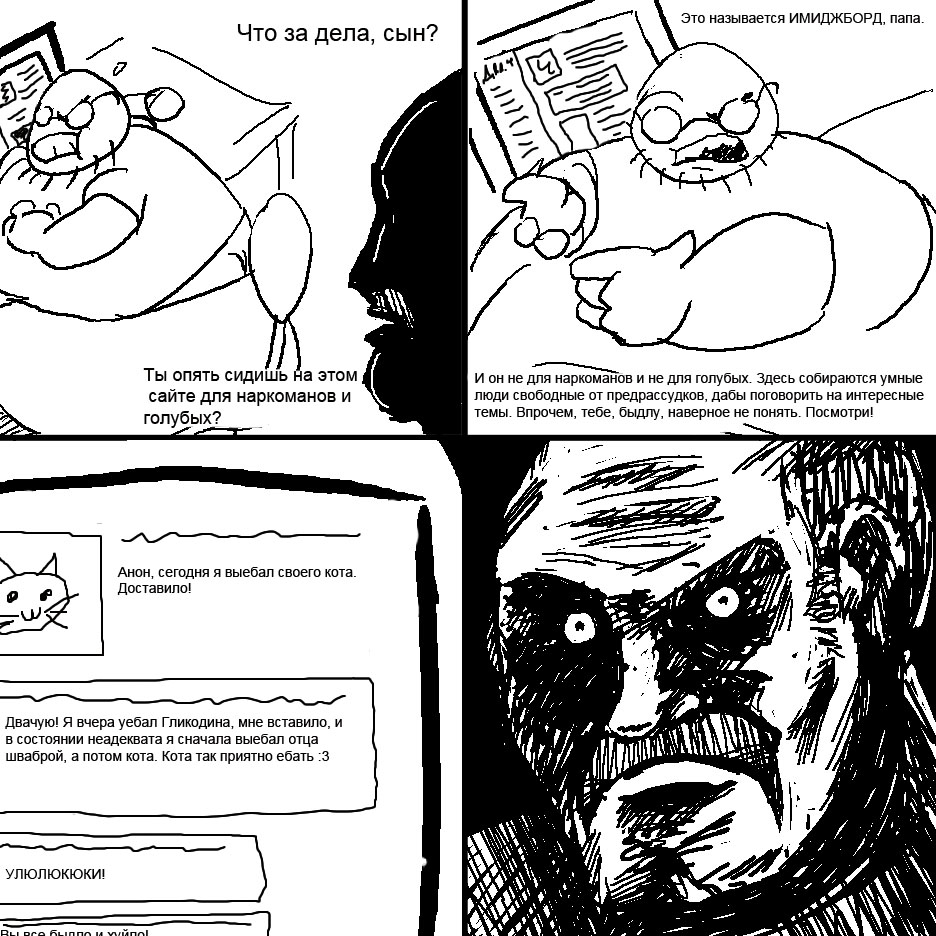 Что за дела, сын?
Ты опять сидишь на этом
сайте для наркоманов и
голубых?
Это называется ИМИДЖБОРД, папа.
И он не для наркоманов и не для голубых. Здесь собираются умные
люди свободные от предрассудков, дабы поговорить на интересные
темы. Впрочем, тебе, быдлу, наверное не понять. Посмотри!
Анон, сегодня я выебал своего кота.
Доставило!
Двачую! Я вчера уебал Гликодина, мне вставило, и
в состоянии неадеквата я сначала выебал отца
шваброй, а потом кота. Кота так приятно ебать :3
УЛЮЛЮКЮКИ!
Вы все быдло и хуйло!